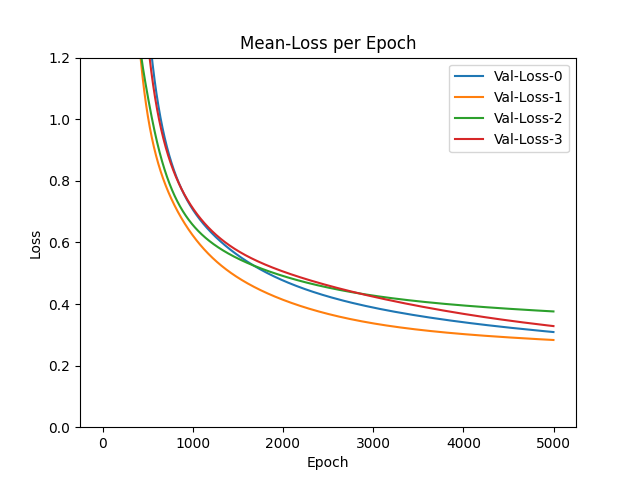 Mean-Loss per Epoch
1.2
1.0
0.8
0.6
0.4
0.2
0.0
Loss
Val-Loss-0
Val-Loss-1
Val-Loss-2
Val-Loss-3
0 1000 2000 3000 4000 5000
Epoch